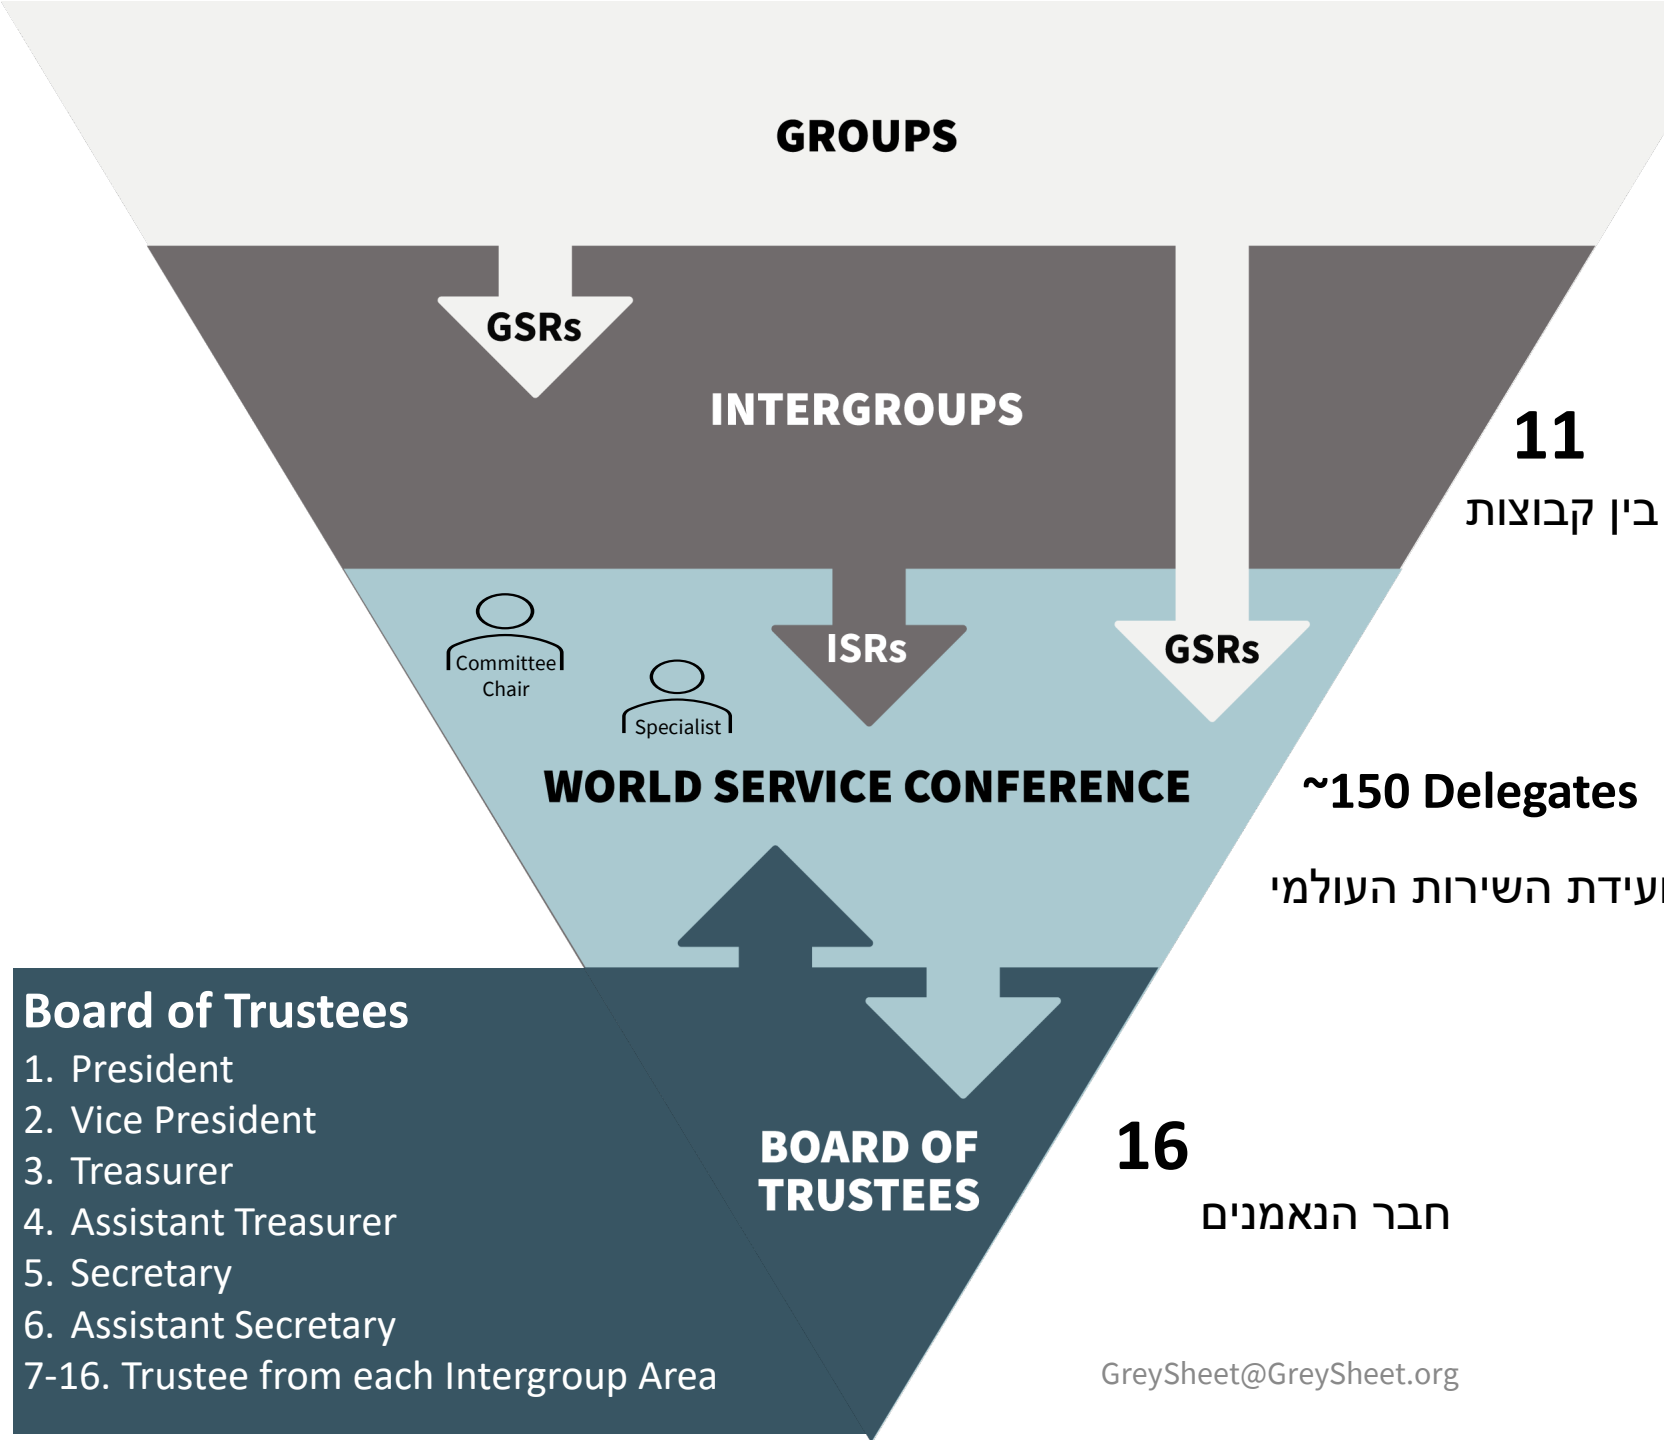 GROUPS
GSRs
INTERGROUPS
11
בין קבוצות
Committee
Chair
Specialist
ISRs
GSRs
WORLD SERVICE CONFERENCE
~150 Delegates
השירות העולמי
Board of Trustees
1. President
2. Vice President
3. Treasurer
4. Assistant Treasurer
5. Secretary
6. Assistant Secretary
7-16. Trustee from each Intergroup Area
BOARD OF
TRUSTEES
16
חבר הנאמנים
GreySheet@GreySheet.org